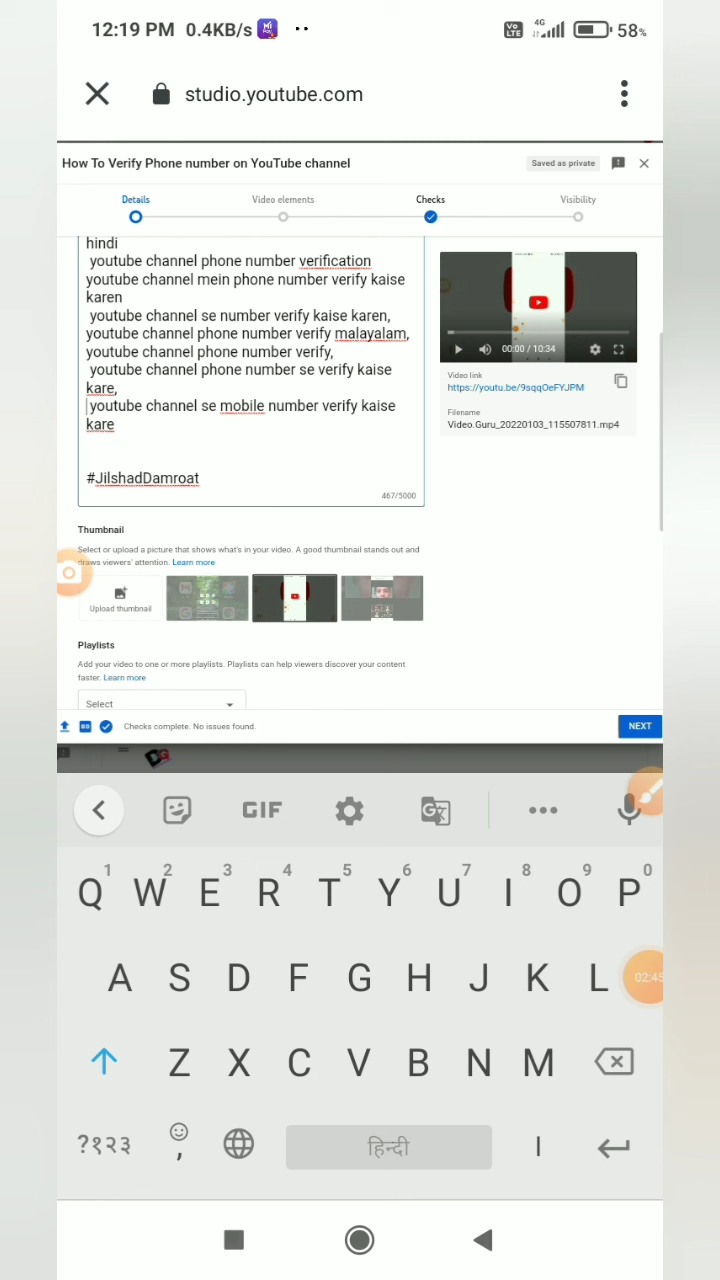 12:19 PM 0.4KB/s
4G
Vo LTE
58%
studio.youtube.com
How To Verify Phone number on YouTube channel
Saved as private
Details
Video elements
Checks
Visibility
hindi
youtube channel phone number verification
youtube channel mein phone number verify kaise
karen
youtube channel se number verify kaise karen,
youtube channel phone number verify malayalam,
youtube channel phone number verify,
youtube channel phone number se verify kaise
kare,
youtube channel se mobile number verify kaise
kare
#JilshadDamroat
467/5000
00:00 / 10:34
Video link
https://youtu.be/9sqqOeFYJPM
Filename
Video.Guru_20220103_115507811.mp4
Thumbnail
Select or upload a picture that shows what's in your video. A good thumbnail stands out and
draws viewers' attention. Learn more
Upload thumbnail
Playlists
Add your video to one or more playlists. Playlists can help viewers discover your content
faster. Learn more
Select
Checks complete. No issues found.
NEXT
GIF
1 2 3 4 5 6 7 8 9 0
Q W E R T Y U I O P
A S D F G H J K L
02:45
Z X C V B N M
?१२३
,
हिन्दी
।